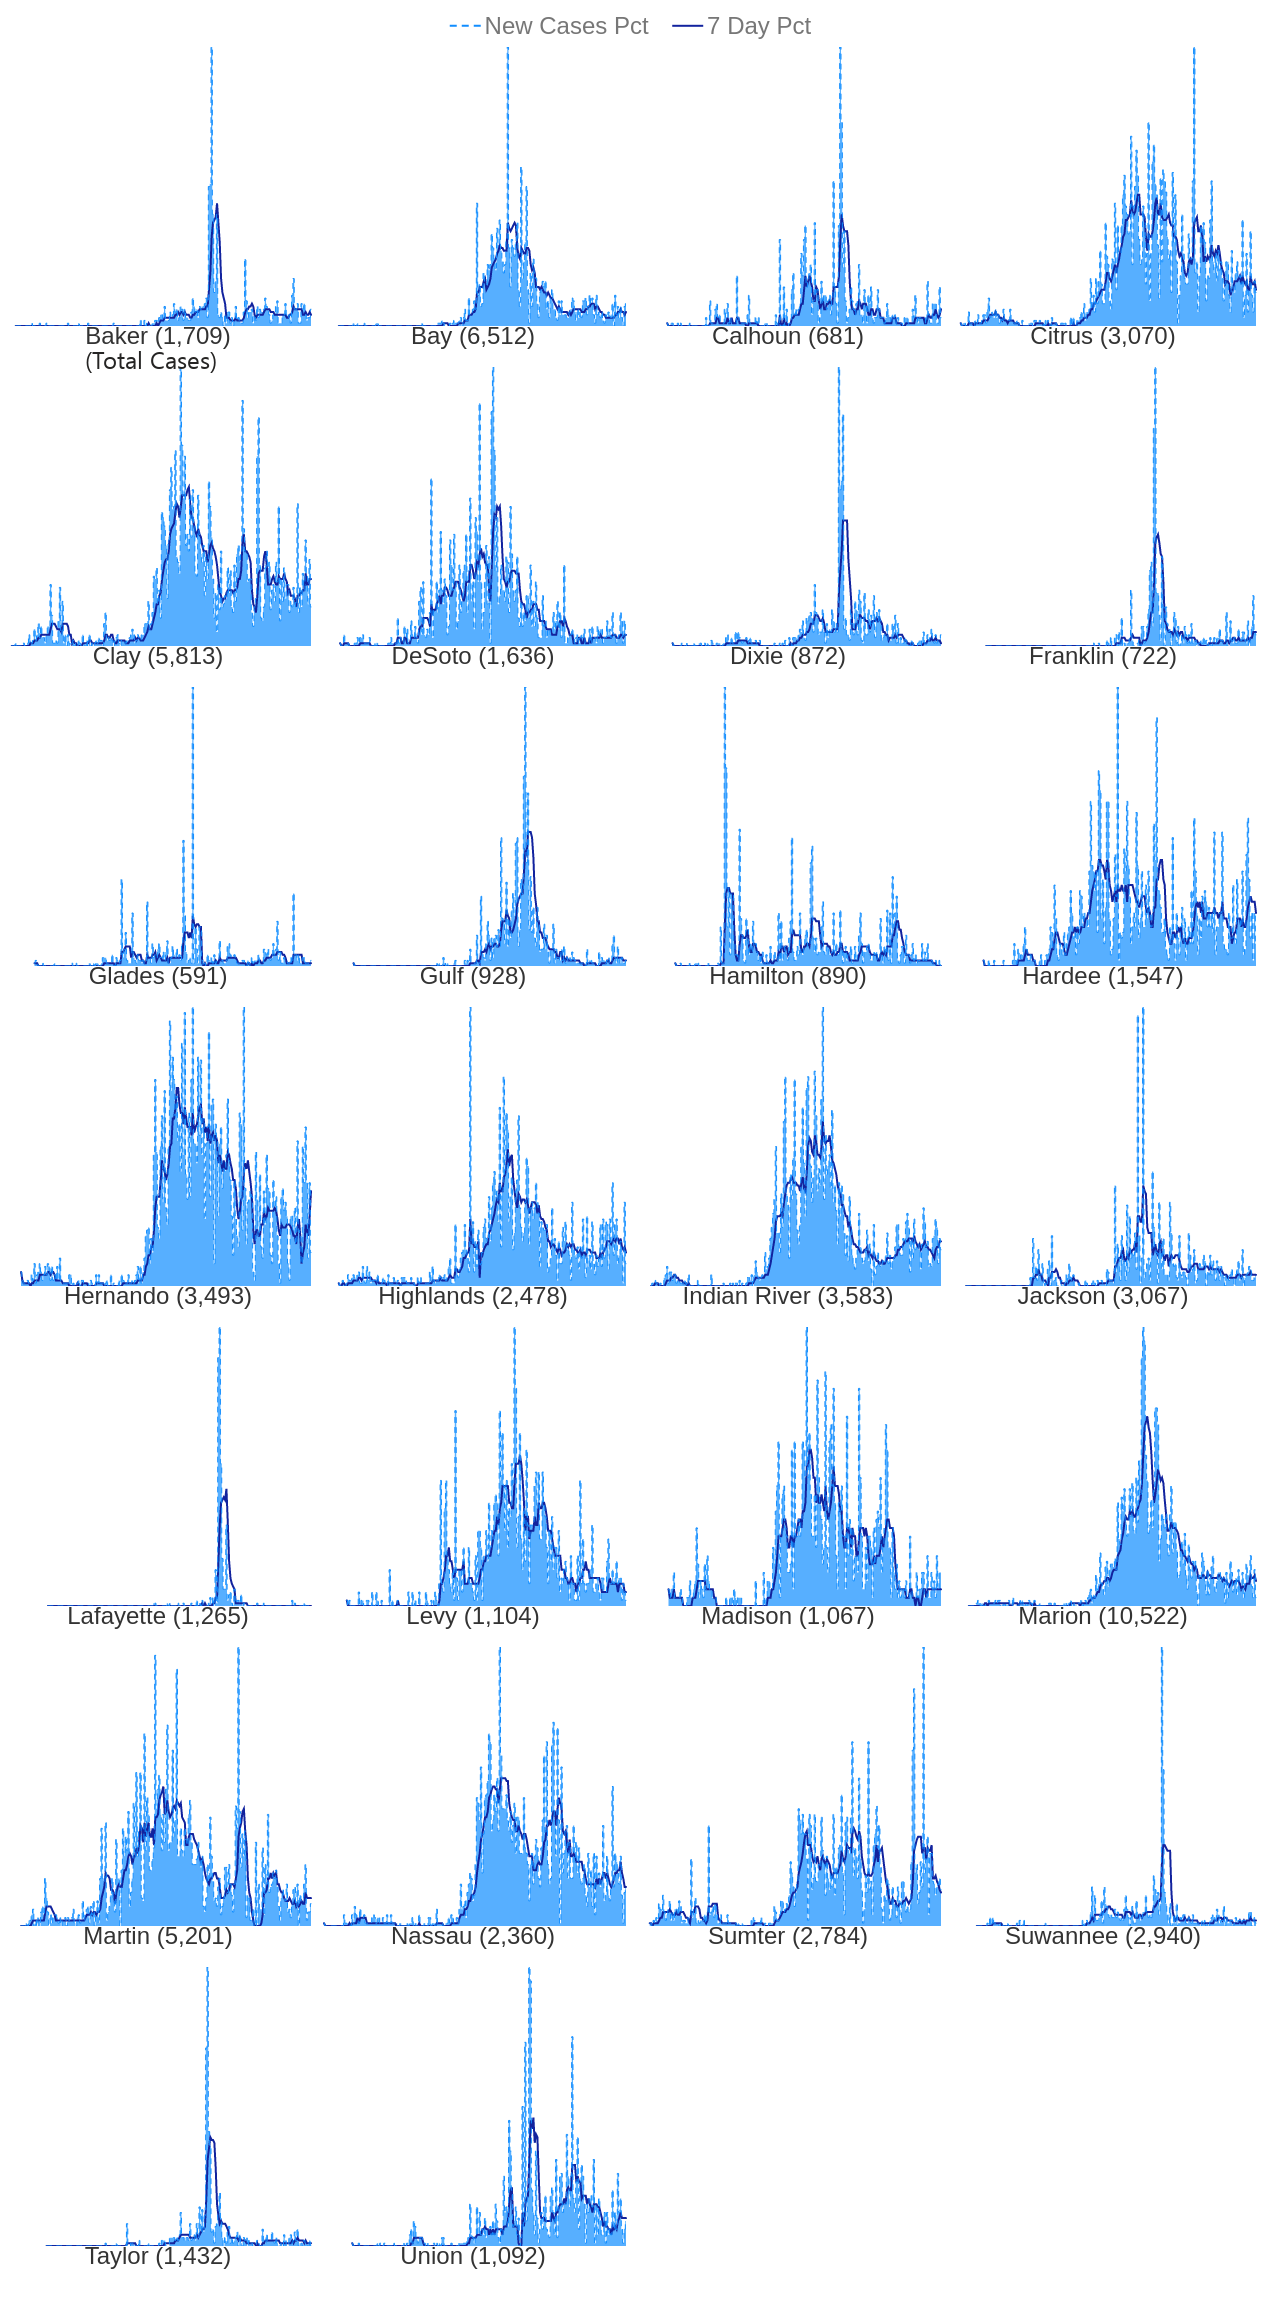 New Cases Pct 7 Day Pct
Baker (1,709) Bay (6,512) Calhoun (681) Citrus (3,070)
(Total Cases)
Clay (5,813) DeSoto (1,636) Dixie (872) Franklin (722)
Glades (591) Gulf (928) Hamilton (890) Hardee (1,547)
Hernando (3,493) Highlands (2,478) Indian River (3,583) Jackson (3,067)
Lafayette (1,265) Levy (1,104) Madison (1,067) Marion (10,522)
Martin (5,201) Nassau (2,360) Sumter (2,784) Suwannee (2,940)
Taylor (1,432) Union (1,092)